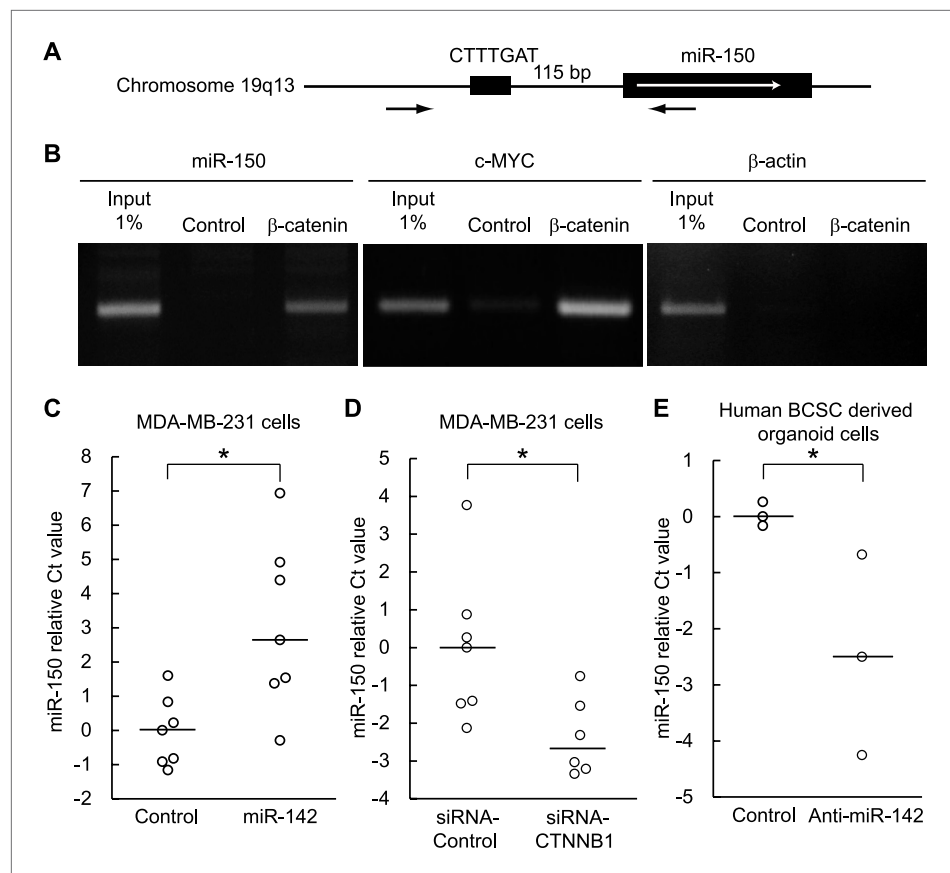 A
CTTTGAT
115 bp
miR-150
Chromosome 19q13
B
miR-150
c-MYC
β-actin
Input 1%
Control
β-catenin
Input 1%
Control
β-catenin
Input 1%
Control
β-catenin
C
MDA-MB-231 cells
*
miR-150 relative Ct value
8
7
6
5
4
3
2
1
0
-1
-2
Control
miR-142
D
MDA-MB-231 cells
*
miR-150 relative Ct value
5
4
3
2
1
0
-1
-2
-3
-4
siRNA-
Control
siRNA-
CTNNB1
E
Human BCSC derived
organoid cells
*
miR-150 relative Ct value
1
0
-1
-2
-3
-4
-5
Control
Anti-miR-142